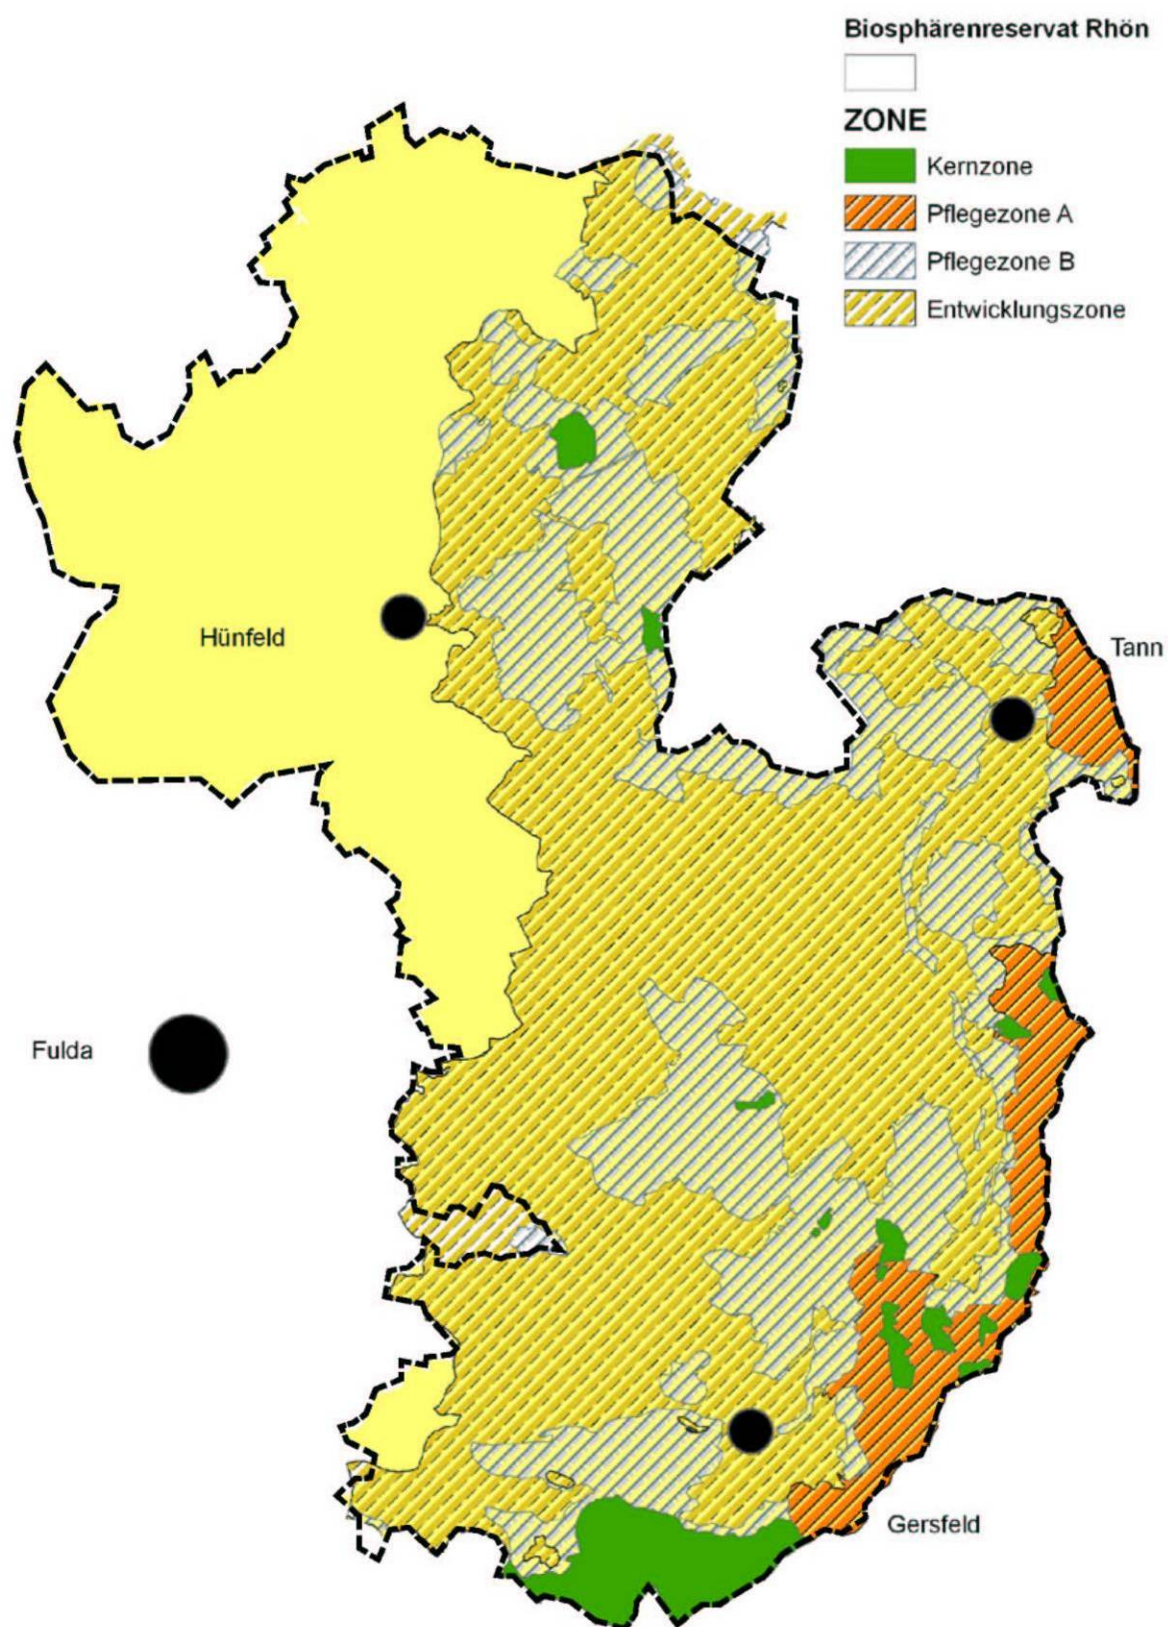 Biosphärenreservat Rhön
ZONE
Kernzone
Pflegezone A
Pflegezone B
Entwicklungszone
Hünfeld
Tann
Fulda
Gersfeld